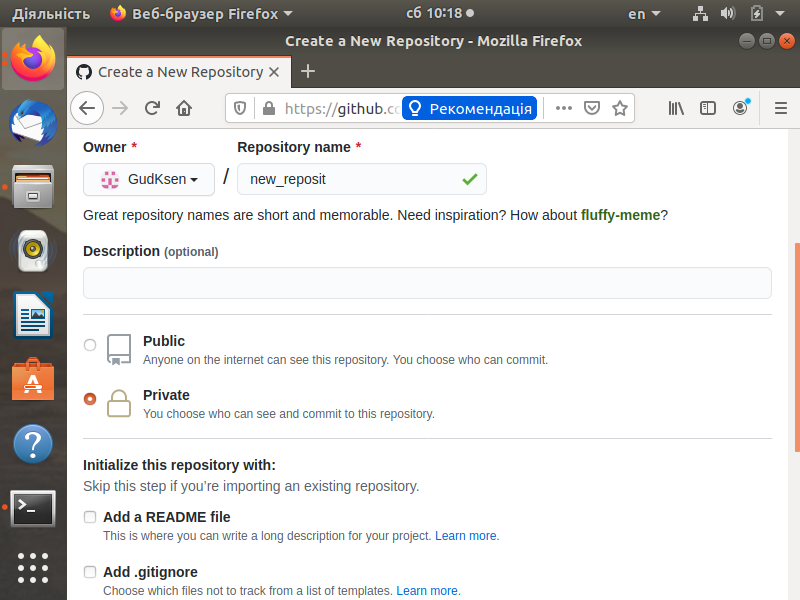 Діяльність Веб-браузер Firefox сб 10:18 en
Create a New Repository - Mozilla Firefox
Create a New Repository
https://github.co Рекомендація
Owner * Repository name *
GudKsen / new_reposit
Great repository names are short and memorable. Need inspiration? How about fluffy-meme?
Description (optional)
Public
Anyone on the internet can see this repository. You choose who can commit.
Private
You choose who can see and commit to this repository.
Initialize this repository with:
Skip this step if you’re importing an existing repository.
Add a README file
This is where you can write a long description for your project. Learn more.
Add .gitignore
Choose which files not to track from a list of templates. Learn more.